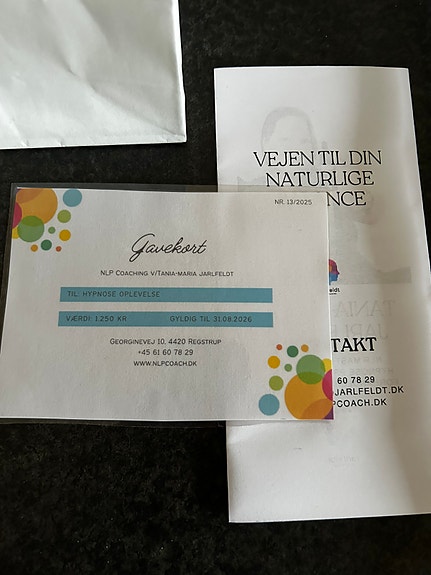 VEJEN TIL DIN
NATURLIGE
NCE
NR. 13/2025
Gavekort
NLP COACHING V/TANIA-MARIA JARLFELDT
TIL: HYPNOSE OPLEVELSE
VÆRDI: 1.250 KR GYLDIG TIL 31.08.2026
GEORGINEVEJ 10, 4420 REGSTRUP
+45 61 60 78 29
WWW.NLPCOACH.DK
feldt
TAKT
60 78 29
JARLFELDT.DK
PCOACH.DK